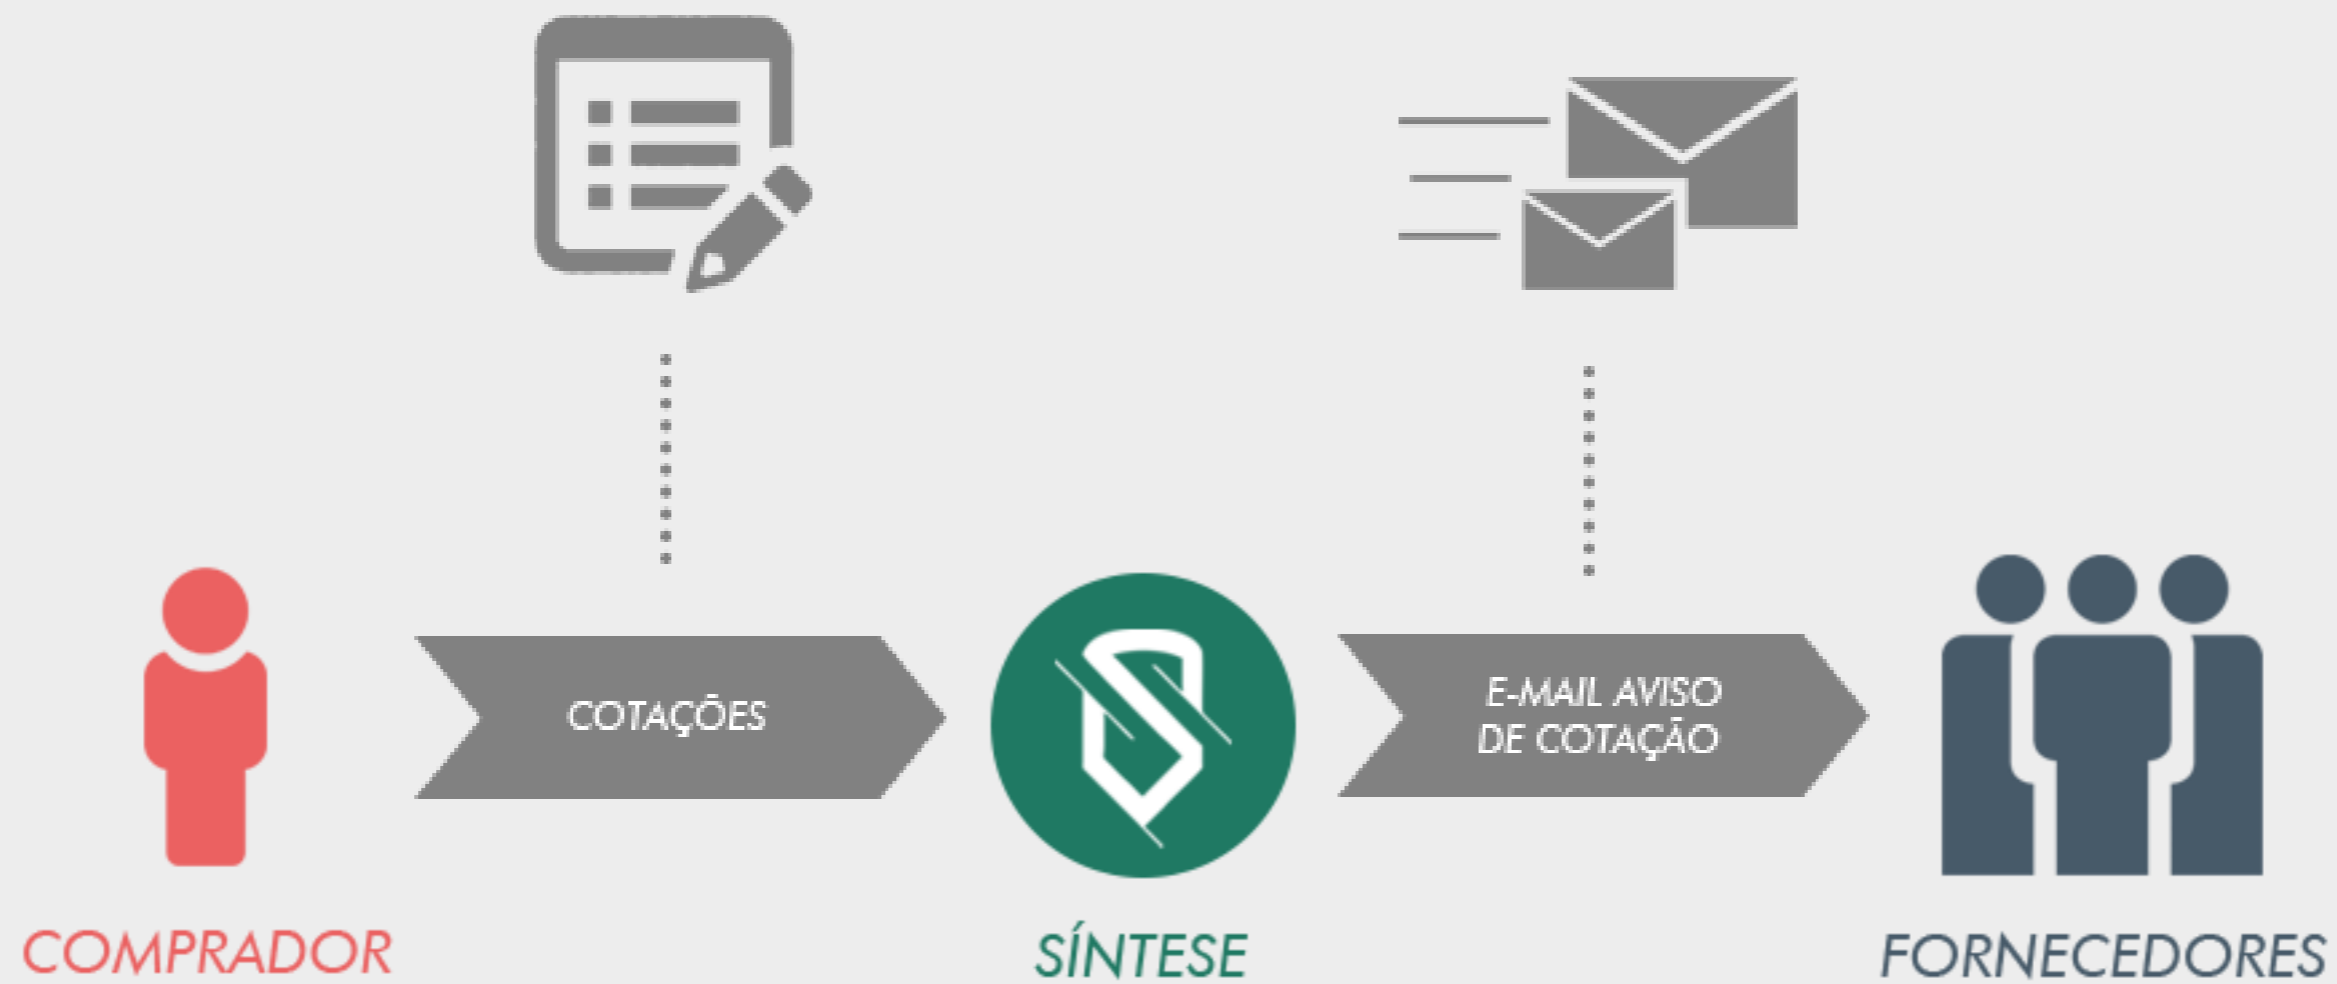 COTAÇÕES
E-MAIL AVISO
DE COTAÇÃO
COMPRADOR
SÍNTESE
FORNECEDORES